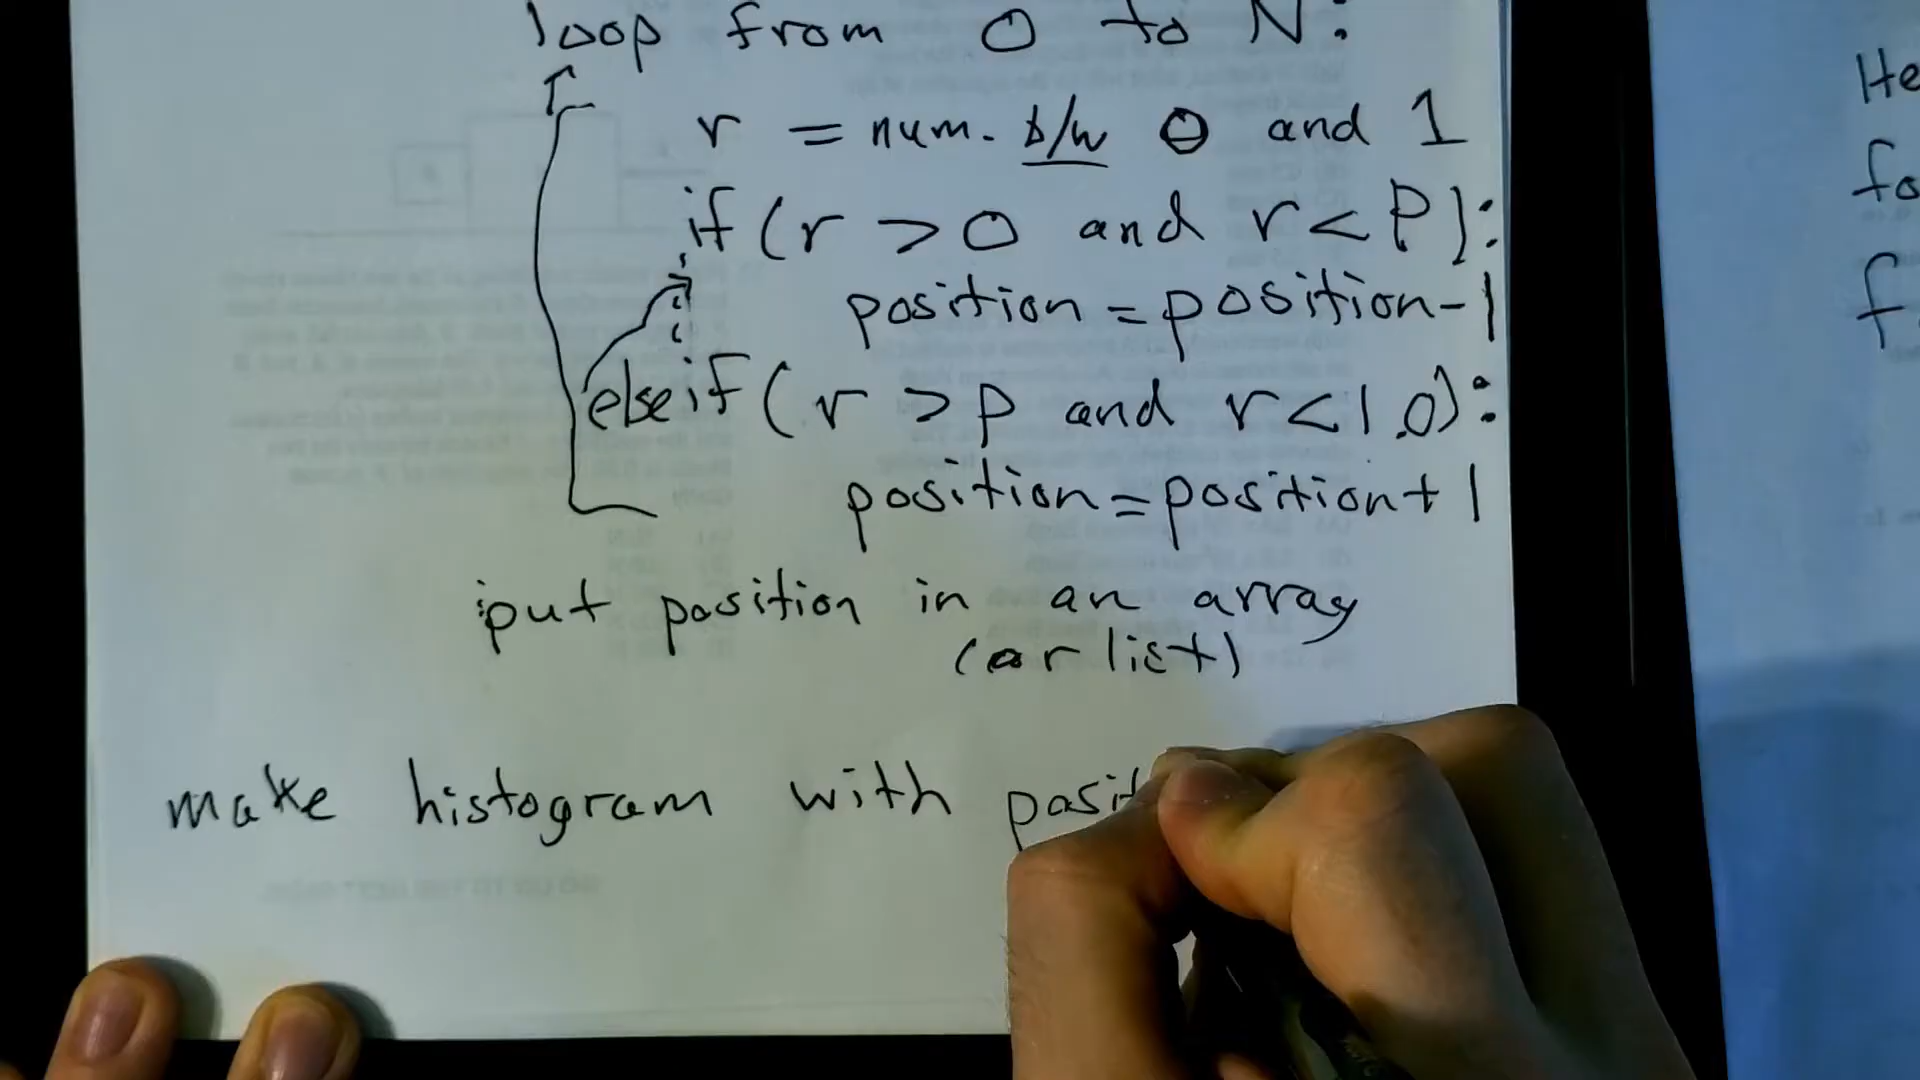 loop from 0 to N:
r = num. b/w 0 and 1
if (r > 0 and r < P):
position = position - 1
elseif (r > p and r < 1.0):
position = position + 1
put position in an array
(or list)
make histogram with posit
He
fo
f